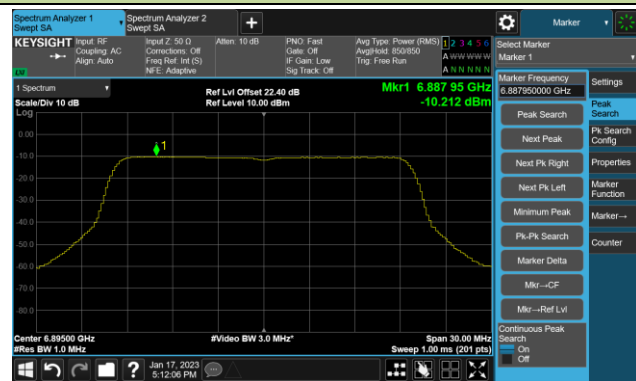 Spectrum Analyzer 1
Swept SA
Spectrum Analyzer 2
Swept SA
+
Marker
KEYSIGHT
Input: RF
Coupling: AC
Align: Auto
Input Z: 50 Ω
Corrections: Off
Freq Ref: Int (S)
NFE: Adaptive
Atten: 10 dB
PNO: Fast
Gate: Off
IF Gain: Low
Sig Track: Off
Avg Type: Power (RMS)
Avg|Hold: 850/850
Trig: Free Run
1 2 3 4 5 6
A W W W W W
A N N N N N
Select Marker
Marker 1
LW
1 Spectrum
Scale/Div 10 dB
Log
Ref Lvl Offset 22.40 dB
Ref Level 10.00 dBm
Mkr1 6.887 95 GHz
-10.212 dBm
Marker Frequency
6.887950000 GHz
Settings
Peak Search
Next Peak
Next Pk Right
Next Pk Left
Minimum Peak
Pk-Pk Search
Marker Delta
Mkr→CF
Mkr→Ref Lvl
Continuous Peak
Search
On
Off
Peak
Search
Pk Search
Config
Properties
Marker
Function
Marker→
Counter
1
0.00
-10.0
-20.0
-30.0
-40.0
-50.0
-60.0
-70.0
-80.0
Center 6.89500 GHz
#Res BW 1.0 MHz
#Video BW 3.0 MHz*
Span 30.00 MHz
Sweep 1.00 ms (201 pts)
?
Jan 17, 2023
5:12:06 PM